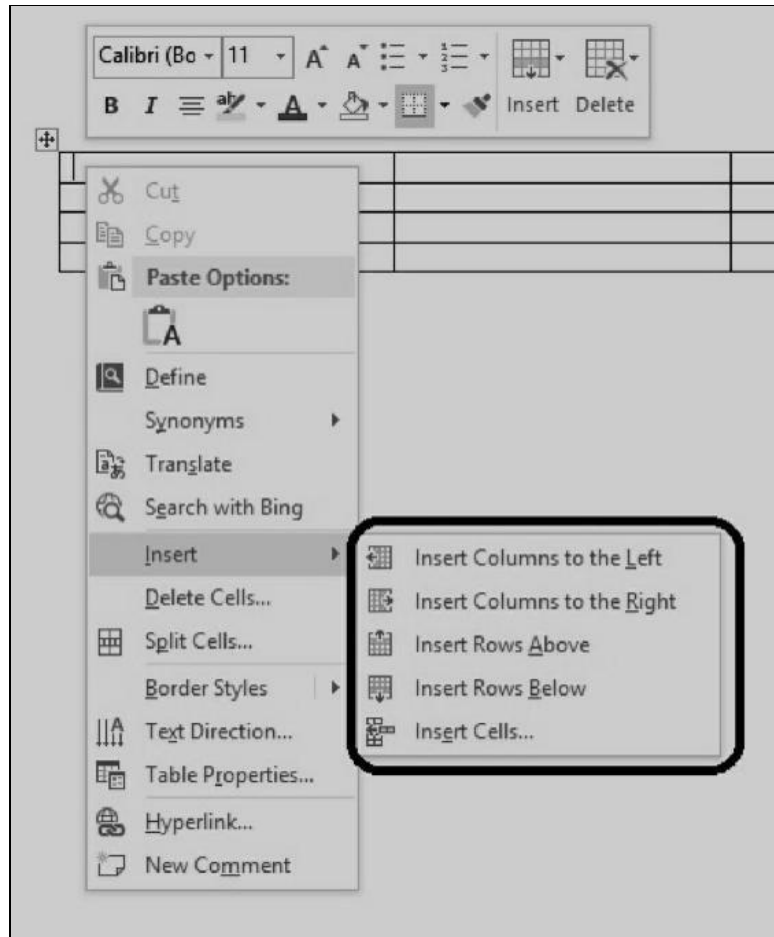 Calibri (Bo 11 A A
B I A Insert Delete
Cut
Copy
Paste Options:
A
Define
Synonyms
Translate
Search with Bing
Insert
Delete Cells...
Split Cells...
Border Styles
Text Direction...
Table Properties...
Hyperlink...
New Comment
Insert Columns to the Left
Insert Columns to the Right
Insert Rows Above
Insert Rows Below
Insert Cells...